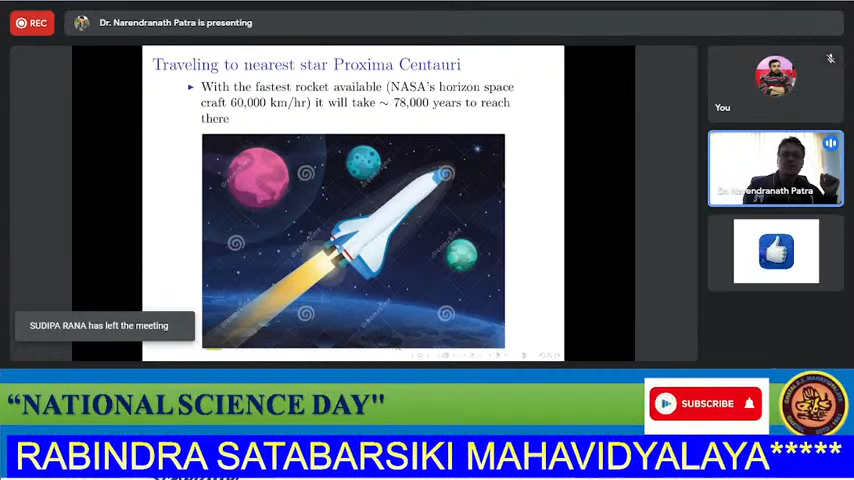 REC
Dr. Narendranath Patra is presenting
Traveling to nearest star Proxima Centauri
With the fastest rocket available (NASA's horizon space
craft 60,000 km/hr) it will take ∼ 78,000 years to reach
there
You
Dr. Narendranath Patra
SUDIPA RANA has left the meeting
"NATIONAL SCIENCE DAY"
SUBSCRIBE
RABINDRA SATABARSIKI MAHAVIDYALAYA*****